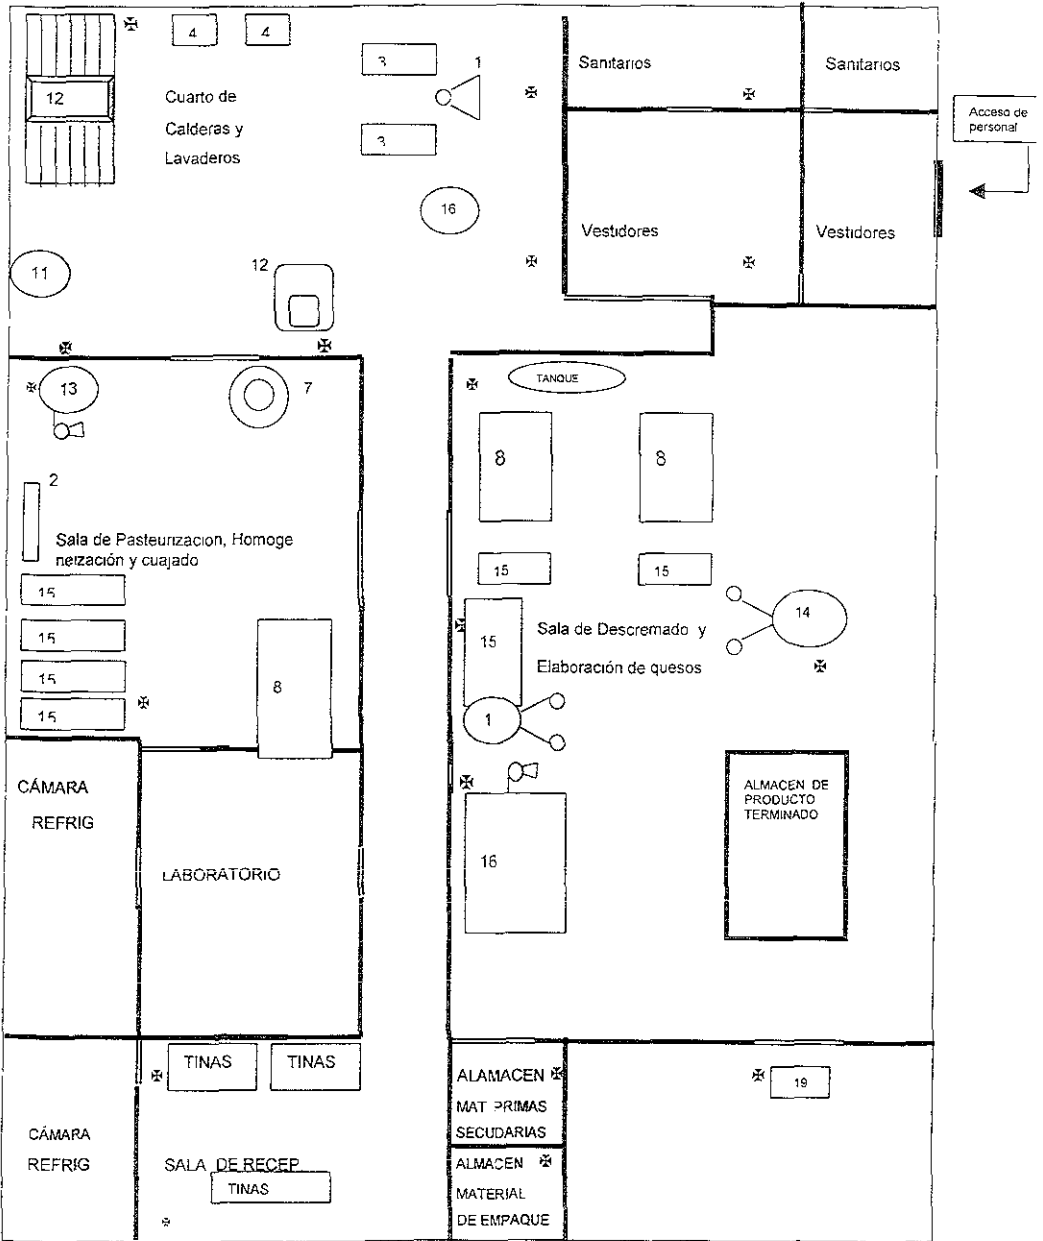 4
4
3
1
Sanitarios
Sanitarios
12
Cuarto de
Calderas y
Lavaderos
3
Acceso de
personal
16
Vestidores
Vestidores
11
12
13
7
TANQUE
8
8
2
Sala de Pasteurizacion, Homoge
neización y cuajado
15
15
15
15
15
15
8
15
Sala de Descremado y
Elaboración de quesos
14
1
CÁMARA
REFRIG
LABORATORIO
16
ALMACEN DE
PRODUCTO
TERMINADO
TINAS
TINAS
ALAMACEN
MAT PRIMAS
SECUDARIAS
19
CÁMARA
REFRIG
SALA DE RECEP
TINAS
ALMACEN
MATERIAL
DE EMPAQUE